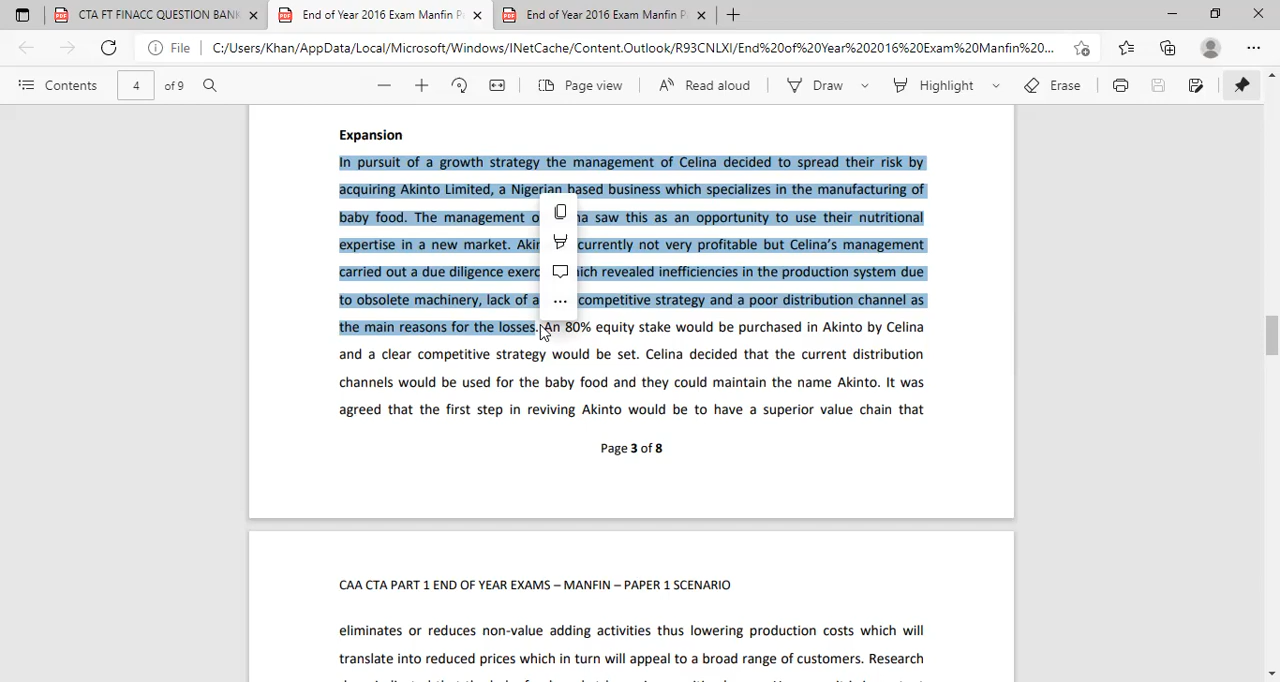 CTA FT FINACC QUESTION BANK
End of Year 2016 Exam Manfin P
End of Year 2016 Exam Manfin P
File
C:/Users/Khan/AppData/Local/Microsoft/Windows/INetCache/Content.Outlook/R93CNLXI/End%20of%20Year%202016%20Exam%20Manfin%20...
Contents
4
of 9
Page view
Read aloud
Draw
Highlight
Erase
Expansion
In pursuit of a growth strategy the management of Celina decided to spread their risk by
acquiring Akinto Limited, a Nigerian based business which specializes in the manufacturing of
baby food. The management o na saw this as an opportunity to use their nutritional
expertise in a new market. Akin currently not very profitable but Celina's management
carried out a due diligence exerc ich revealed inefficiencies in the production system due
to obsolete machinery, lack of a competitive strategy and a poor distribution channel as
the main reasons for the losses. An 80% equity stake would be purchased in Akinto by Celina
and a clear competitive strategy would be set. Celina decided that the current distribution
channels would be used for the baby food and they could maintain the name Akinto. It was
agreed that the first step in reviving Akinto would be to have a superior value chain that
Page 3 of 8
CAA CTA PART 1 END OF YEAR EXAMS – MANFIN – PAPER 1 SCENARIO
eliminates or reduces non-value adding activities thus lowering production costs which will
translate into reduced prices which in turn will appeal to a broad range of customers. Research